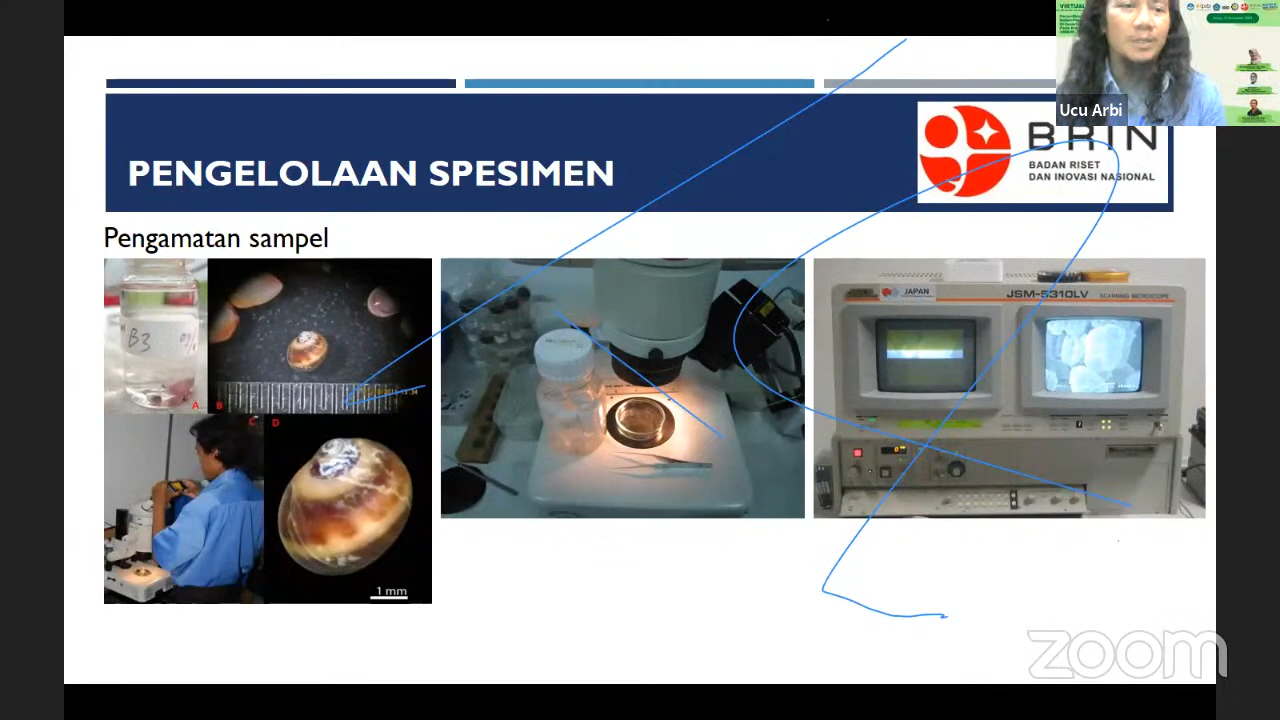 VIRTUAL
Ucu Arbi
PENGELOLAAN SPESIMEN
BRIN
BADAN RISET
DAN INOVASI NASIONAL
Pengamatan sampel
B3
A
B
C
D
1 mm
JAPAN
JSM-5310LV
SCANNING MICROSCOPE
zoom